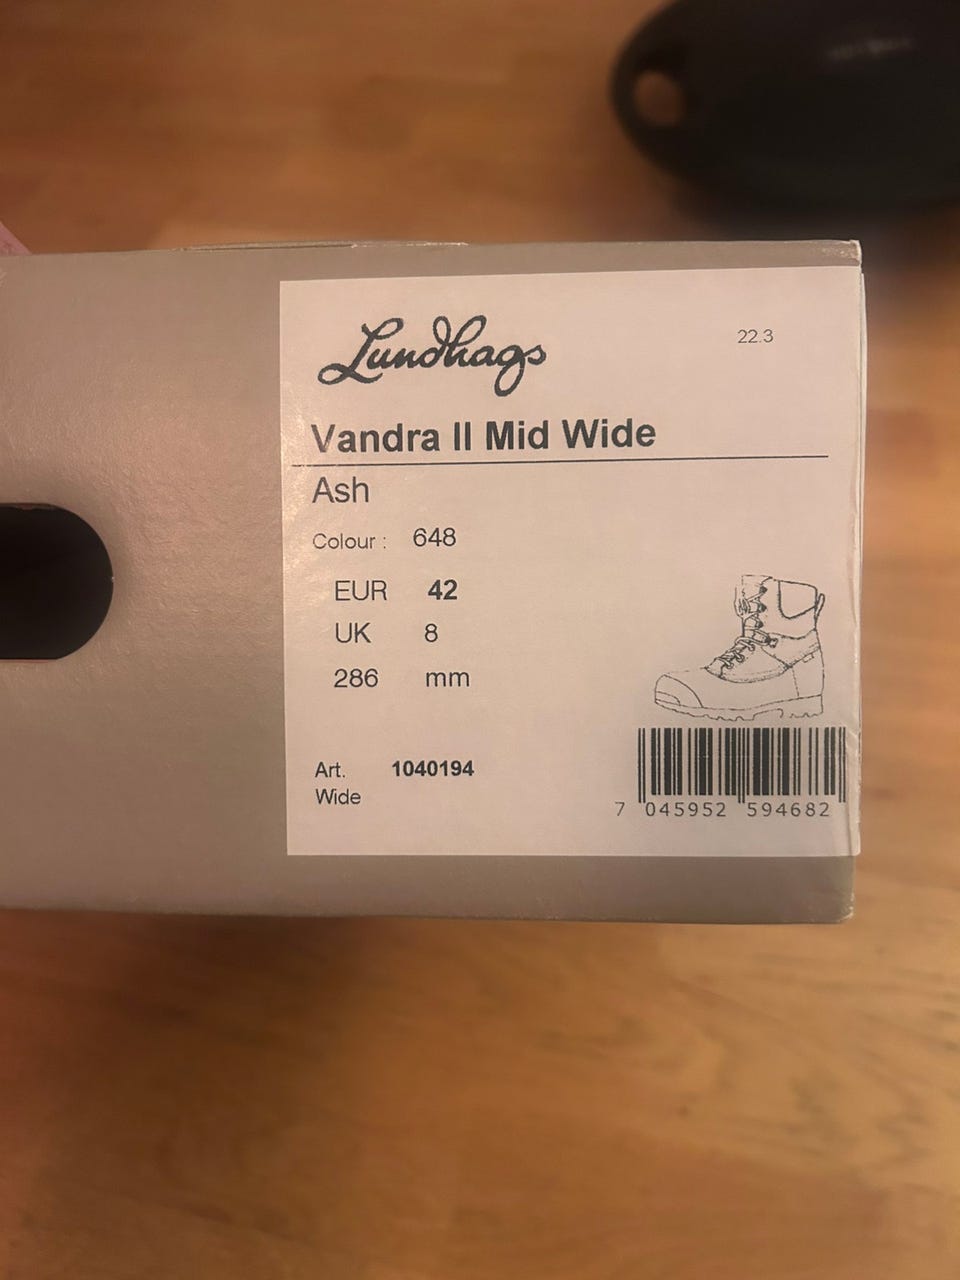 Lundhags
22.3
Vandra II Mid Wide
Ash
Colour : 648
EUR 42
UK 8
286 mm
Art. 1040194
Wide
7 045952 594682